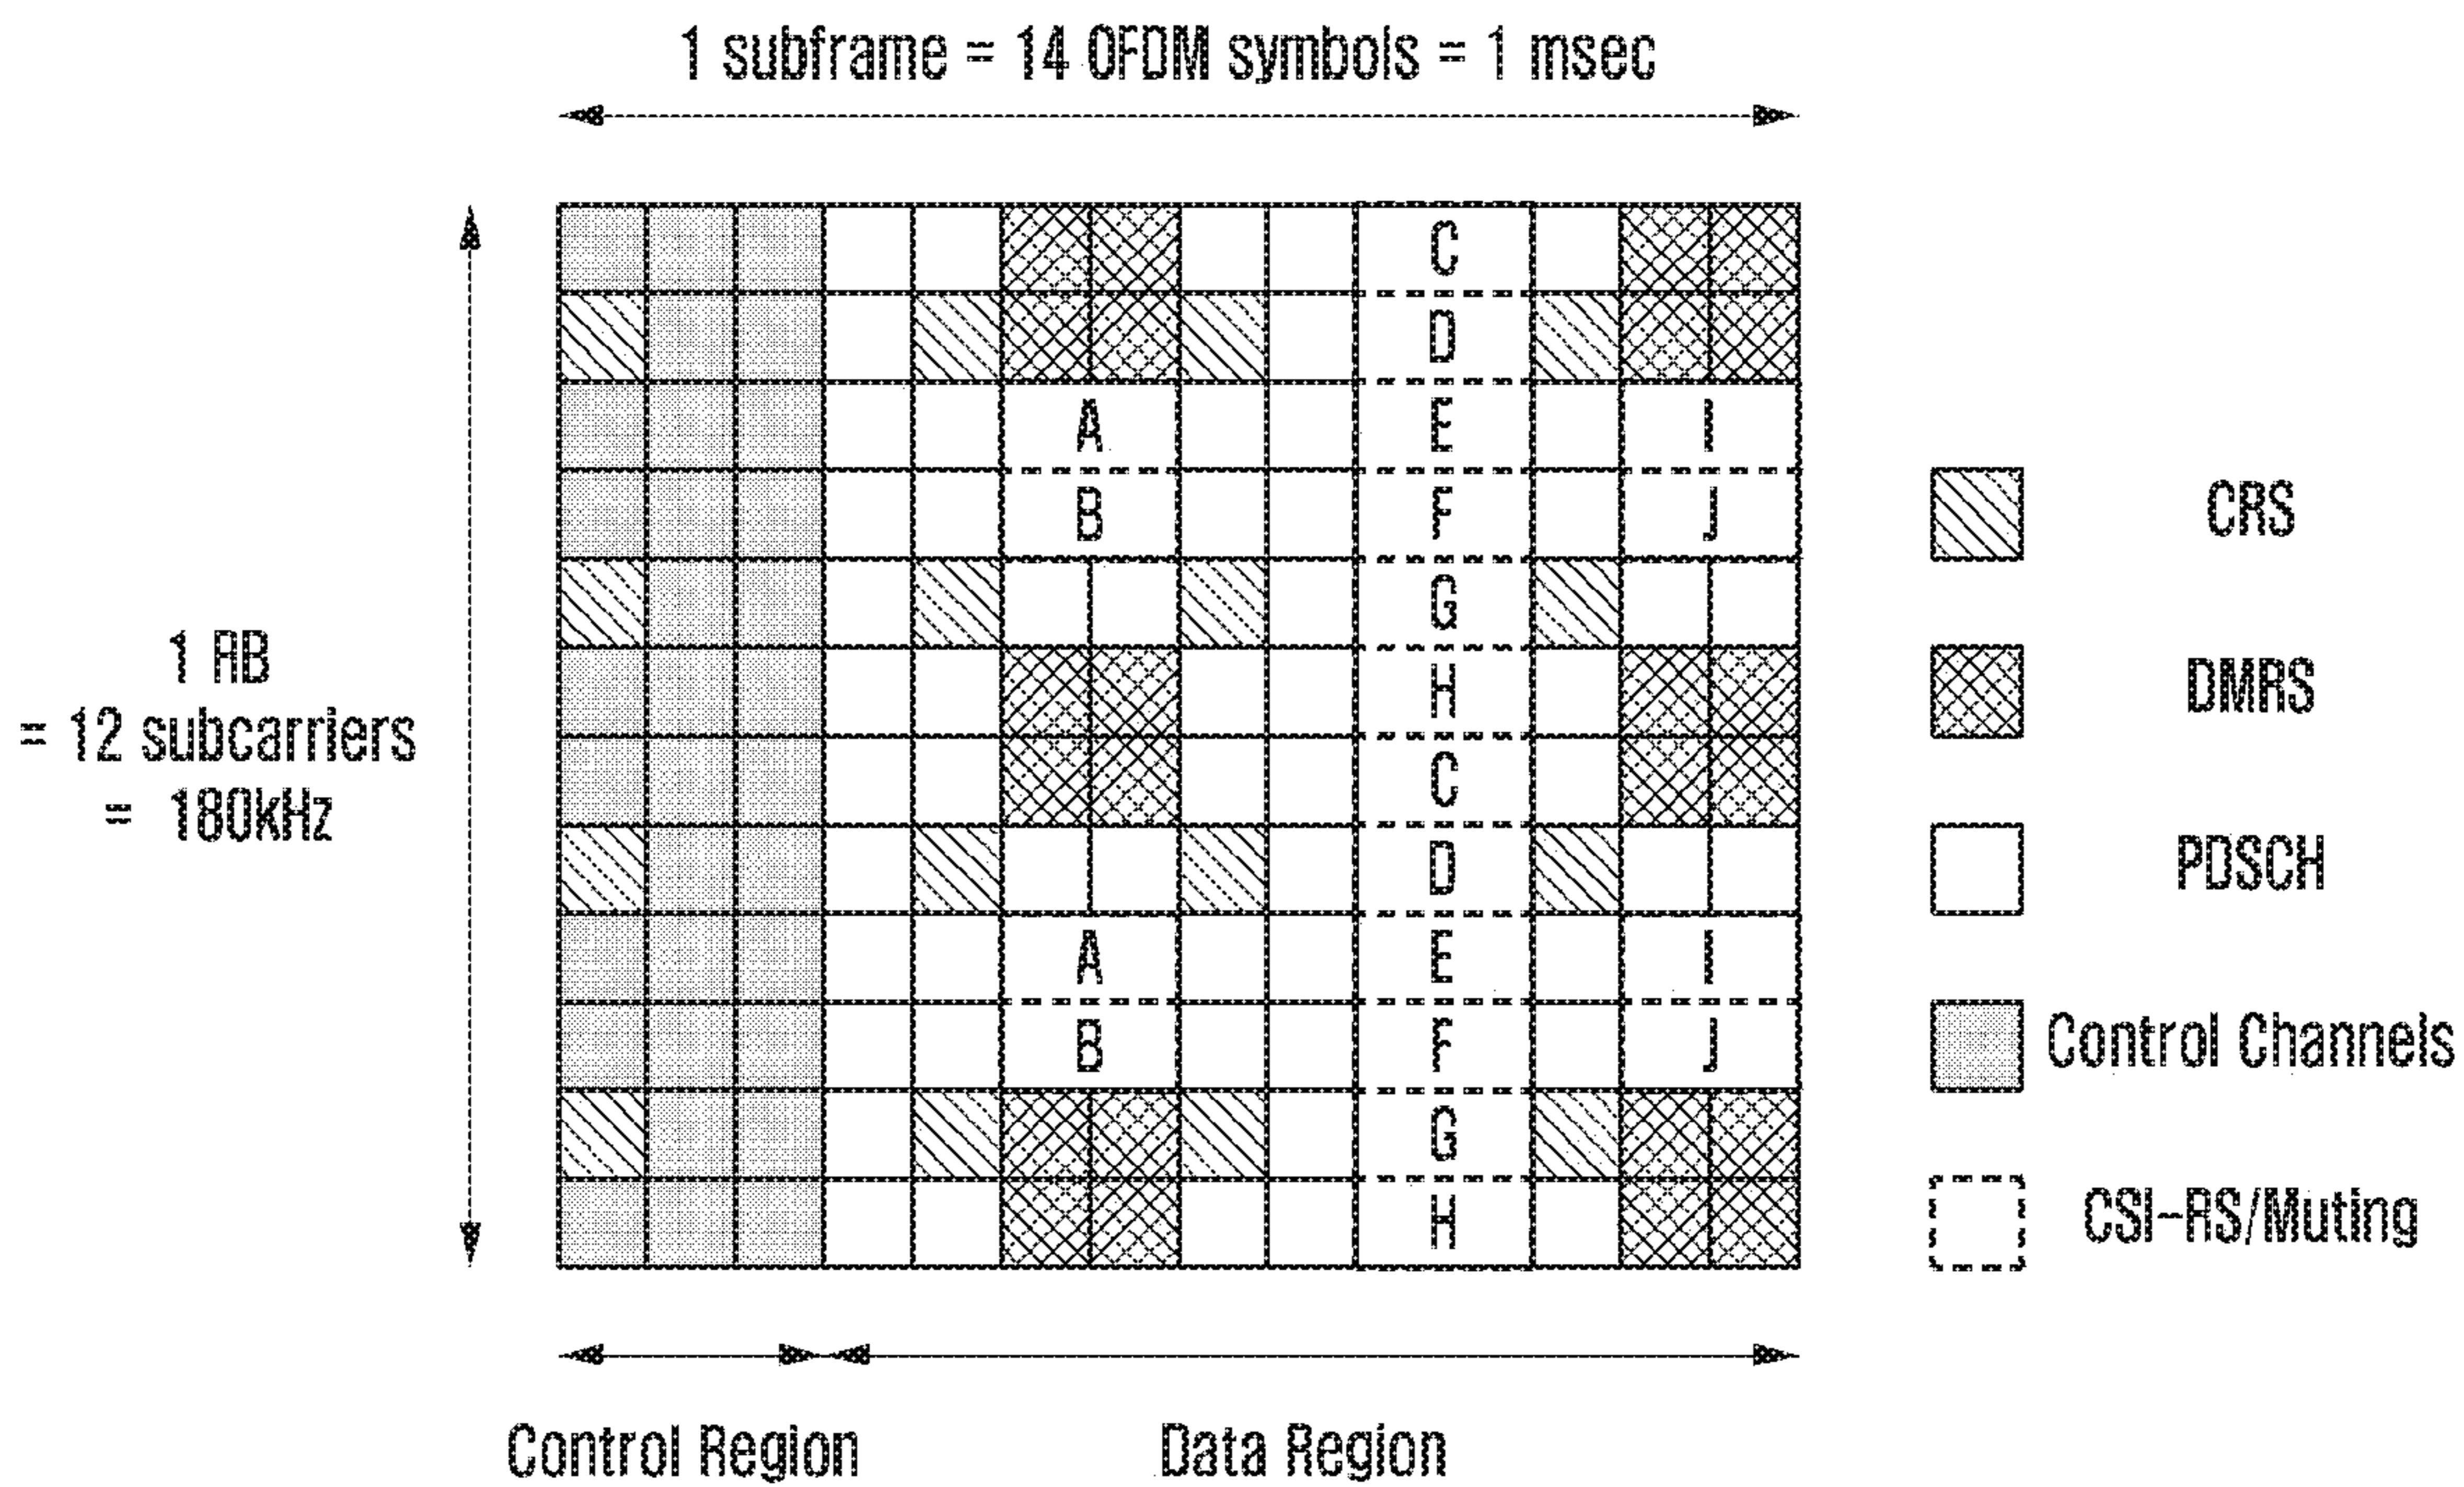 1 subframe = 14 OFDM symbols = 1 msec
C
D
A E I
B F J
G
1 RB
= 12 subcarriers
= 180kHz
H
C
D
A E I
B F J
G
H
CRS
DMRS
PDSCH
Control Channels
CSI-RS/Muting
Control Region Data Region